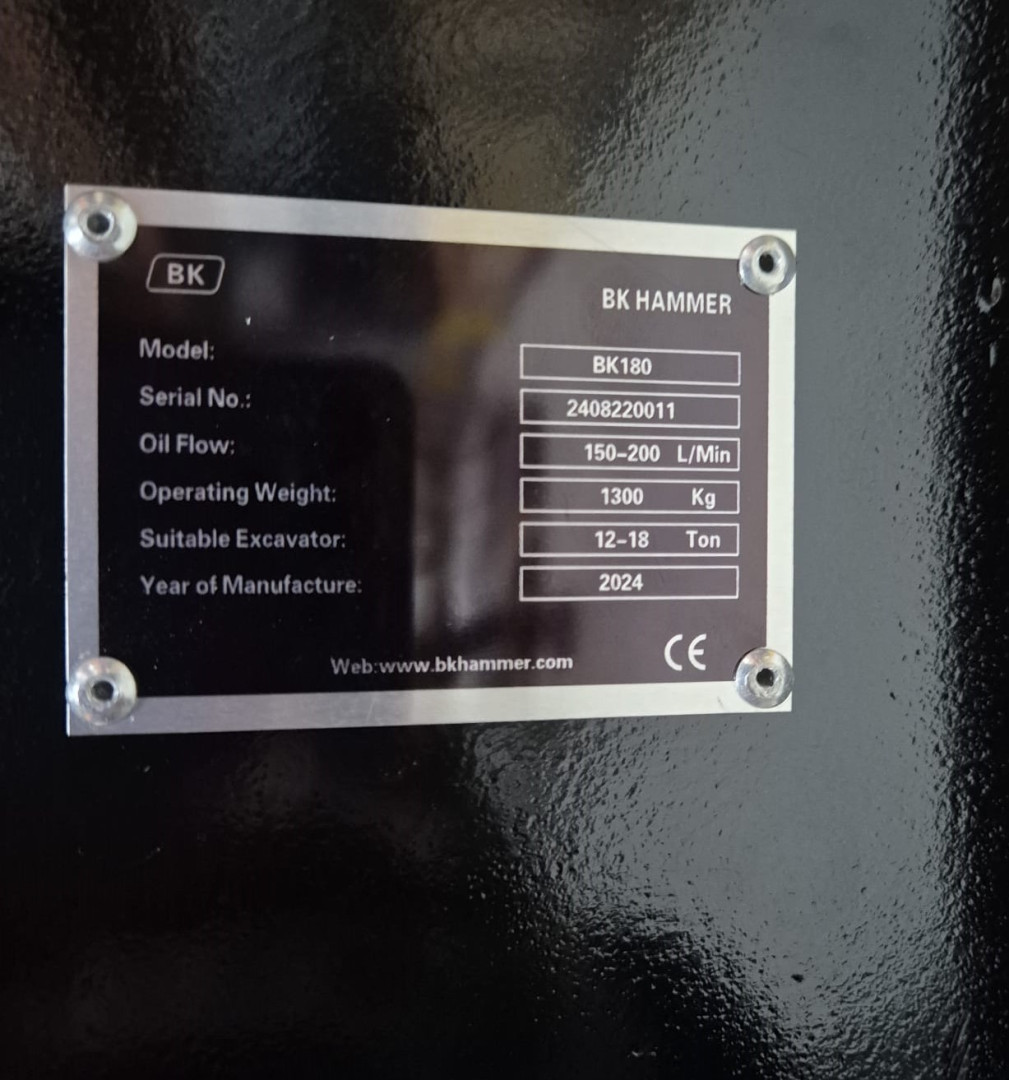 BK
BK HAMMER
Model: BK180
Serial No.: 2408220011
Oil Flow: 150-200 L/Min
Operating Weight: 1300 Kg
Suitable Excavator: 12-18 Ton
Year of Manufacture: 2024
Web:www.bkhammer.com
CE